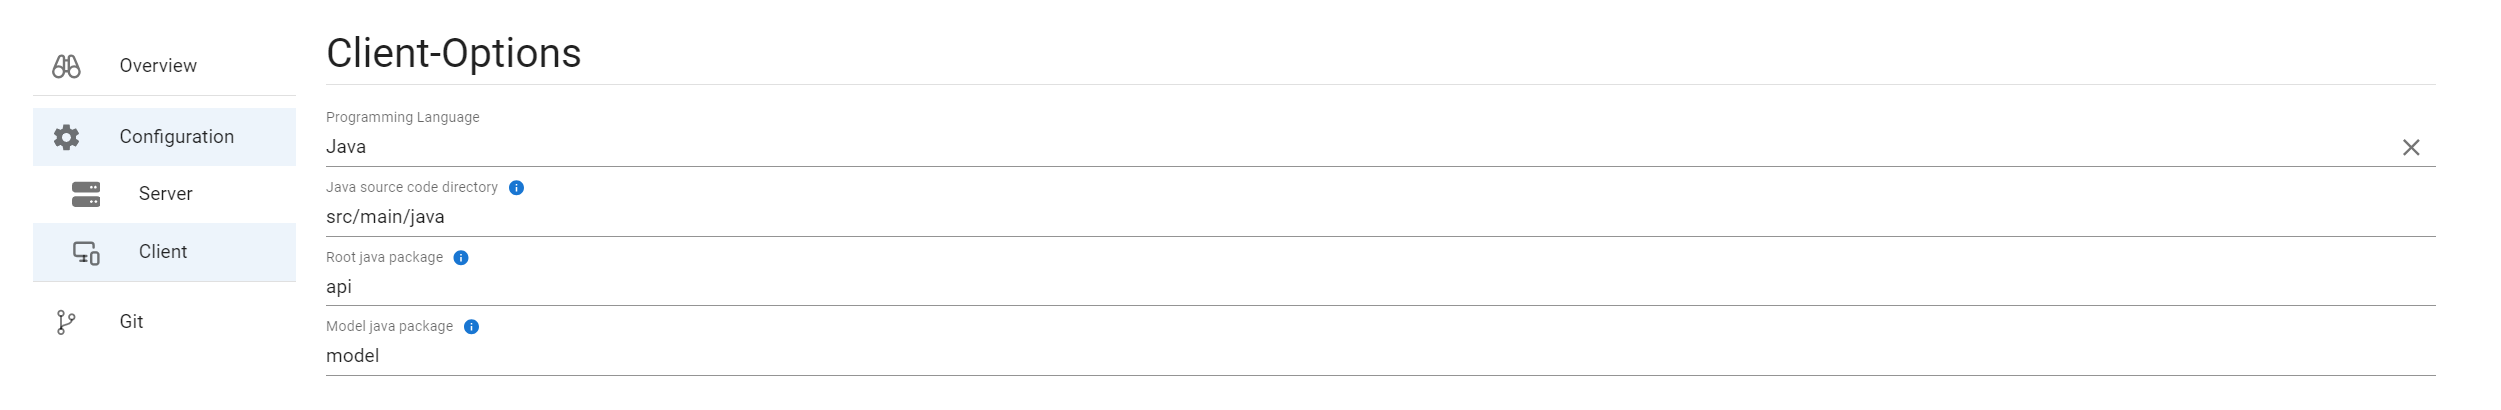 Overview
Configuration
Server
Client
Git
Client-Options
Programming Language
Java
Java source code directory
src/main/java
Root java package
api
Model java package
model